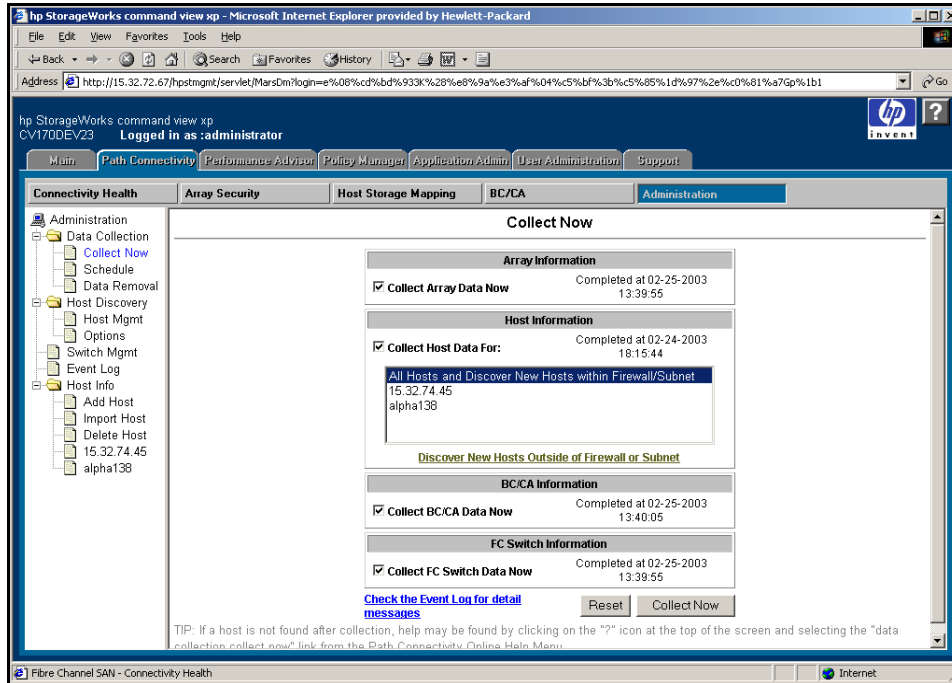 hp StorageWorks command view xp - Microsoft Internet Explorer provided by Hewlett-Packard
File Edit View Favorites Tools Help
Back Search Favorites History
Address http://15.32.72.67/hpstmgmt/servlet/MarsDm?login=e%08%cd%bd%933K%28%e8%9a%e3%af%04%c5%bf%3b%c5%85%1d%97%2e%c0%81%a7Gp%1b1 Go
hp StorageWorks command view xp
CV170DEV23 Logged in as :administrator
hp
invent
?
Main Path Connectivity Performance Advisor Policy Manager Application Admin User Administration Support
Connectivity Health Array Security Host Storage Mapping BC/CA Administration
Administration
Data Collection
Collect Now
Schedule
Data Removal
Host Discovery
Host Mgmt
Options
Switch Mgmt
Event Log
Host Info
Add Host
Import Host
Delete Host
15.32.74.45
alpha138
Collect Now
Array Information
Collect Array Data Now
Completed at 02-25-2003
13:39:55
Host Information
Collect Host Data For:
Completed at 02-24-2003
18:15:44
All Hosts and Discover New Hosts within Firewall/Subnet
15.32.74.45
alpha138
Discover New Hosts Outside of Firewall or Subnet
BC/CA Information
Collect BC/CA Data Now
Completed at 02-25-2003
13:40:05
FC Switch Information
Collect FC Switch Data Now
Completed at 02-25-2003
13:39:55
Check the Event Log for detail
messages
Reset Collect Now
TIP: If a host is not found after collection, help may be found by clicking on the "?" icon at the top of the screen and selecting the "data
collection collect now" link from the Path Connectivity Online Help Menu
Fibre Channel SAN - Connectivity Health Internet